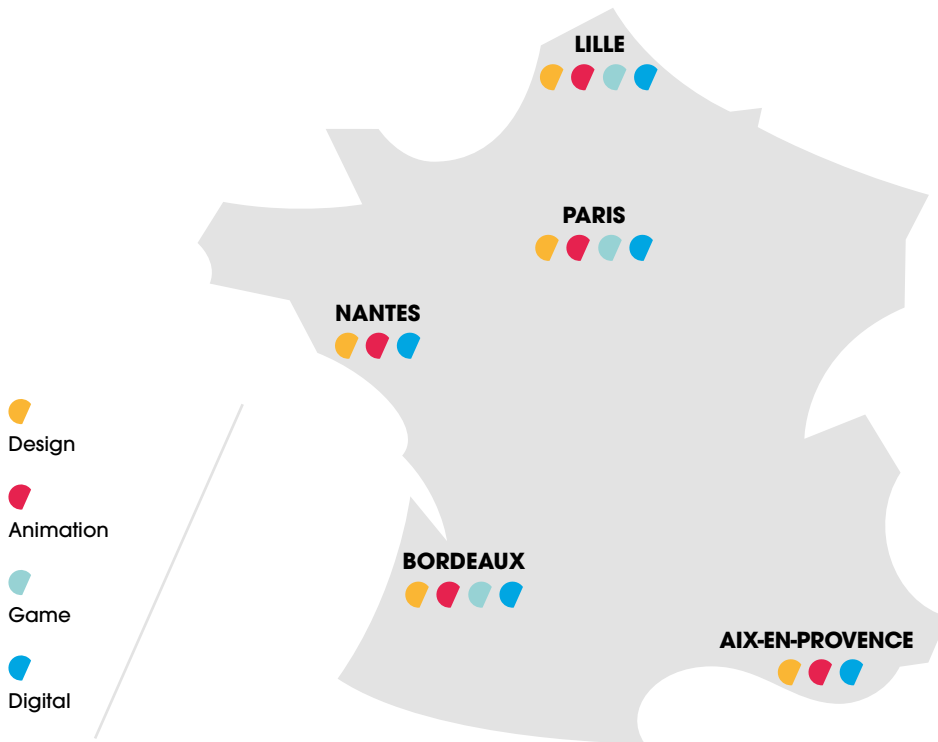 LILLE
PARIS
NANTES
Design
Animation
BORDEAUX
Game
AIX-EN-PROVENCE
Digital